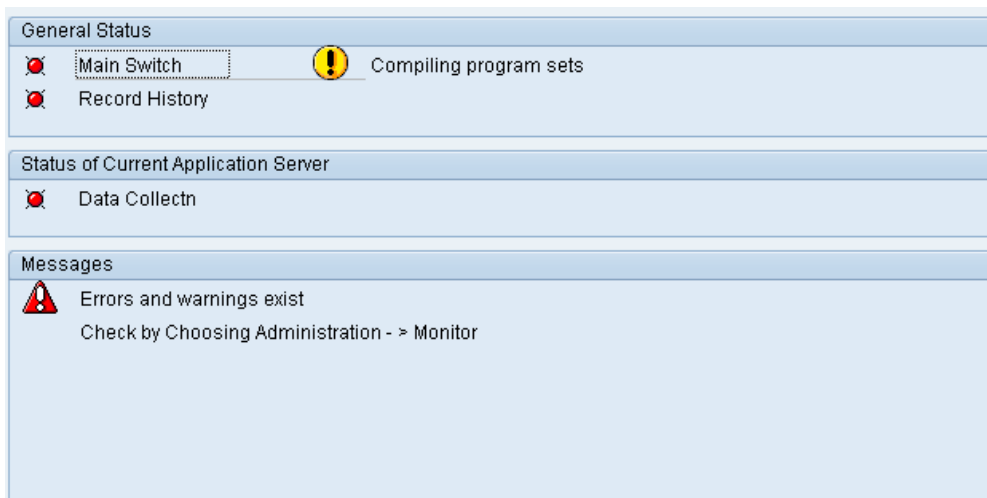 General Status
Main Switch Compiling program sets
Record History
Status of Current Application Server
Data Collectn
Messages
Errors and warnings exist
Check by Choosing Administration - > Monitor